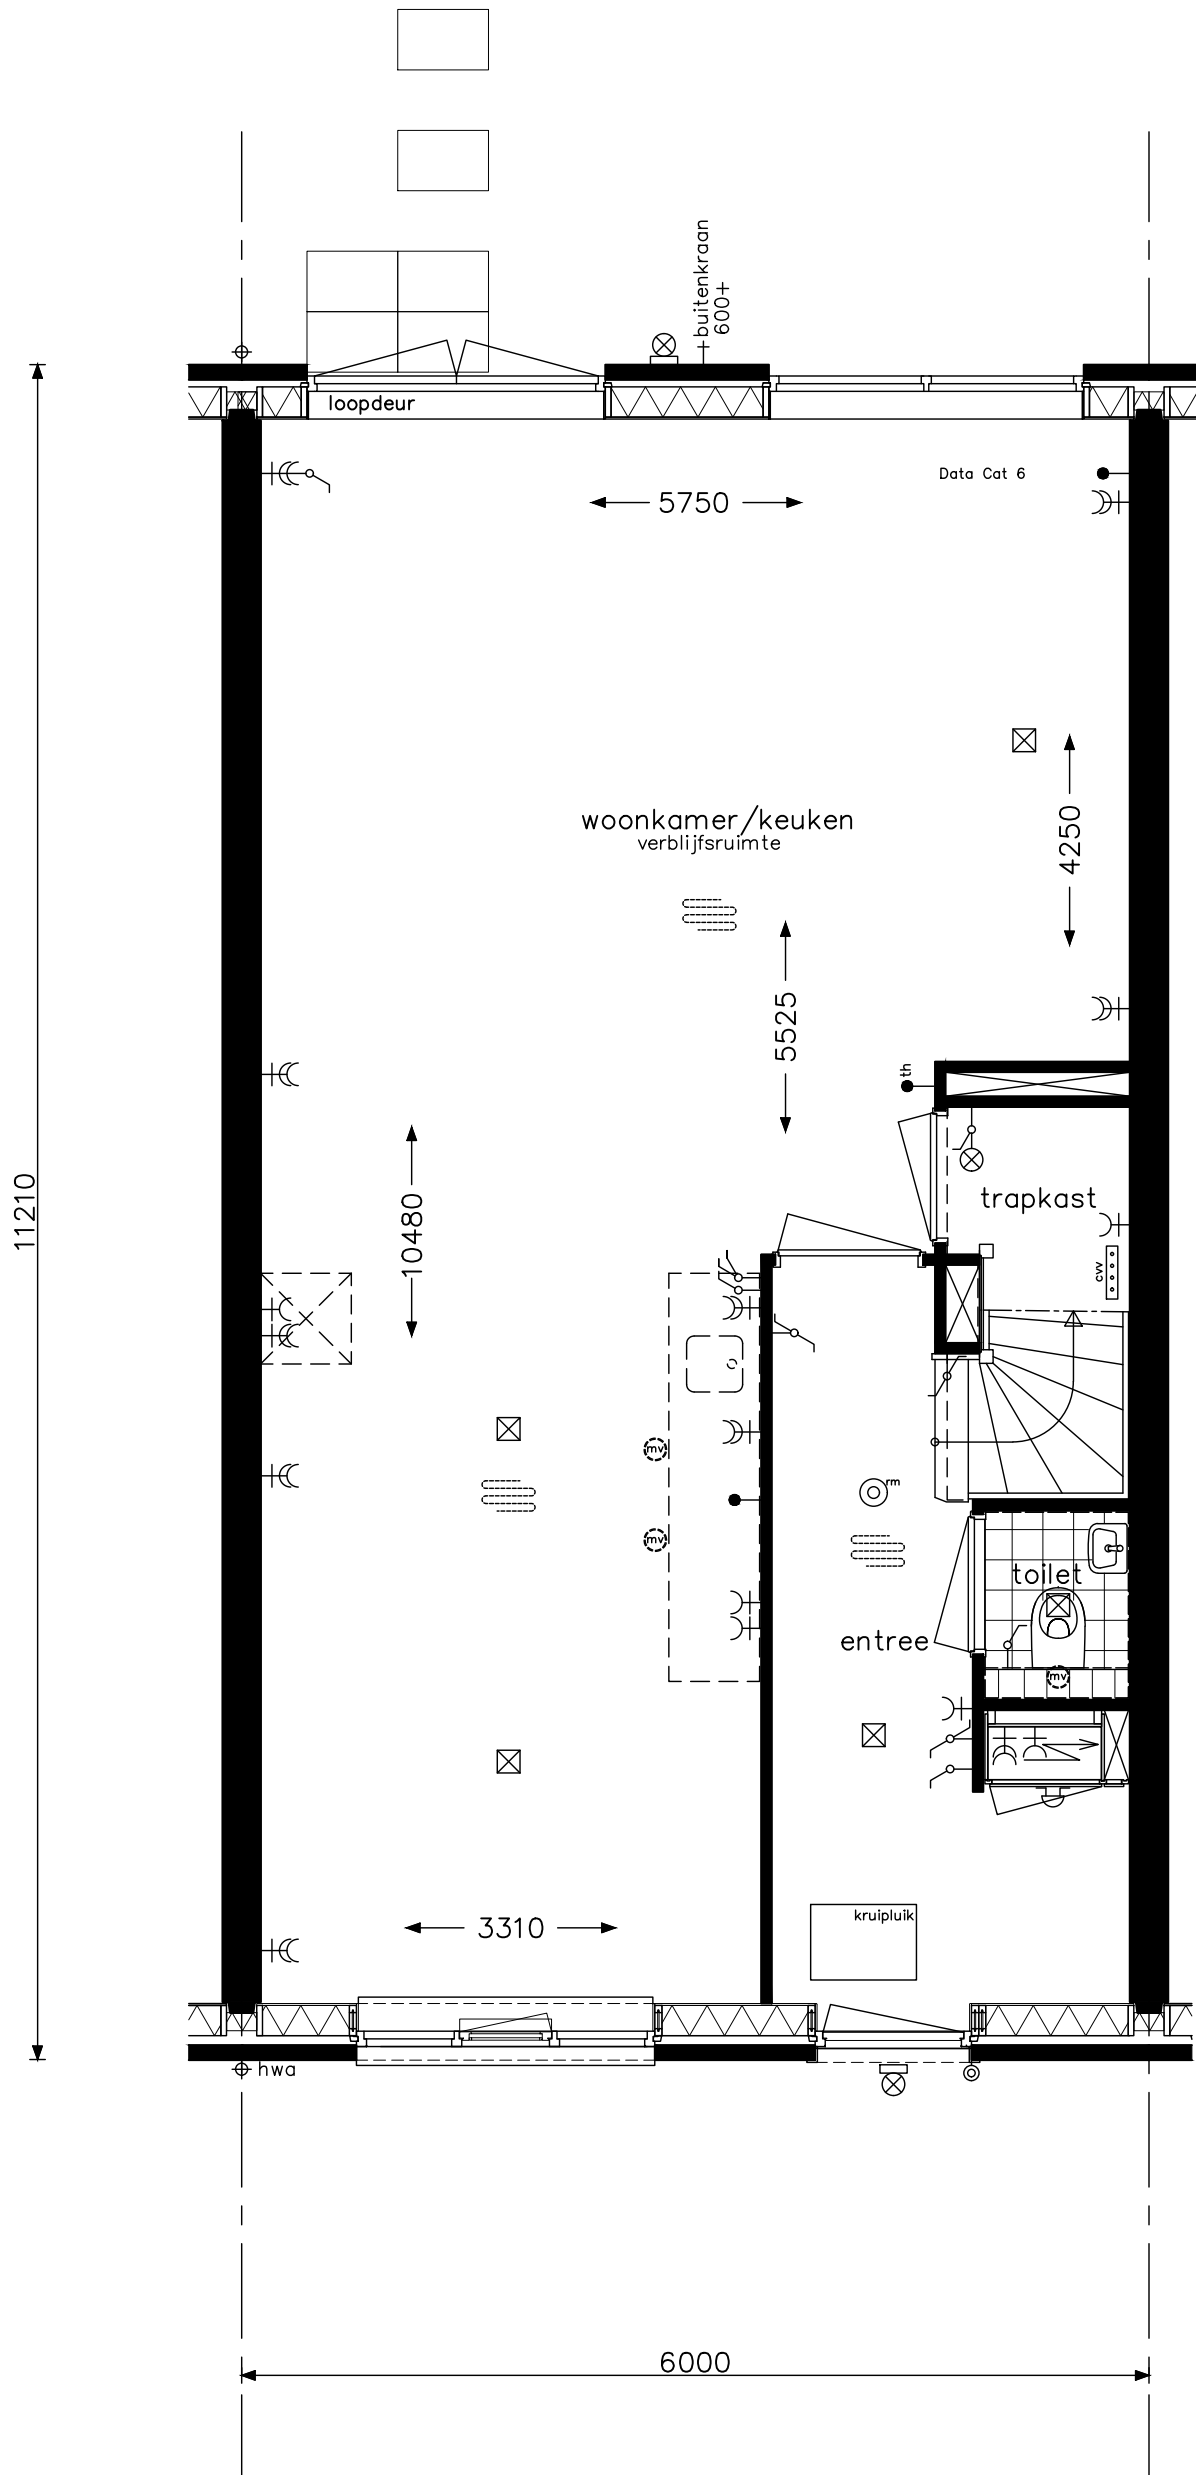 buitenkraan
600+
loopdeur
Data Cat 6
5750
woonkamer/keuken
verblijfsruimte
4250
5525
th
11210
10480
trapkast
cvv
mv
rm
mv
toilet
entree
mv
kruipluik
3310
hwa
6000